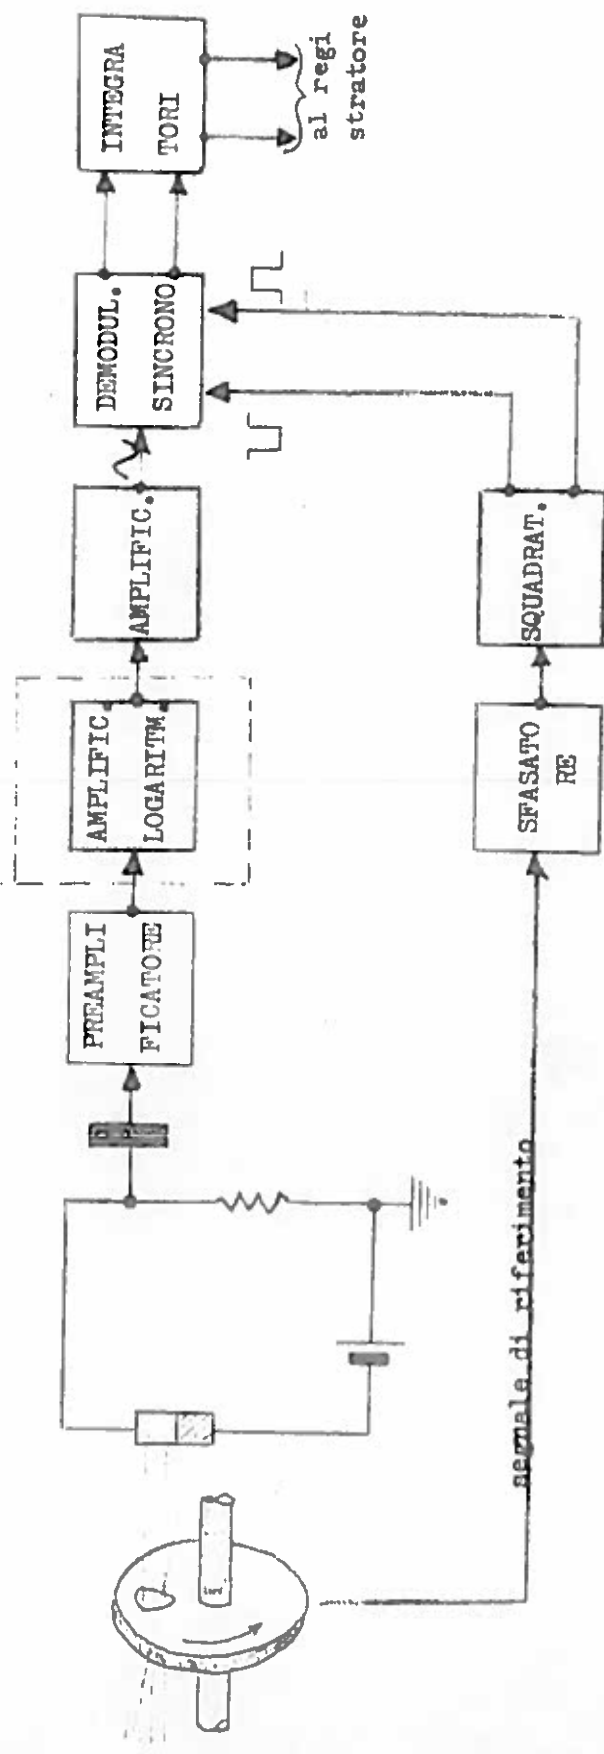 PREAMPLI
FICATORE
AMPLIFIC.
LOGARITM.
AMPLIFIC.
DEMODUL.
SINCRONO
INTEGRA
TORI
al regi
stratore
segnale di riferimento
SFASATO
RE
SQUADRAT.